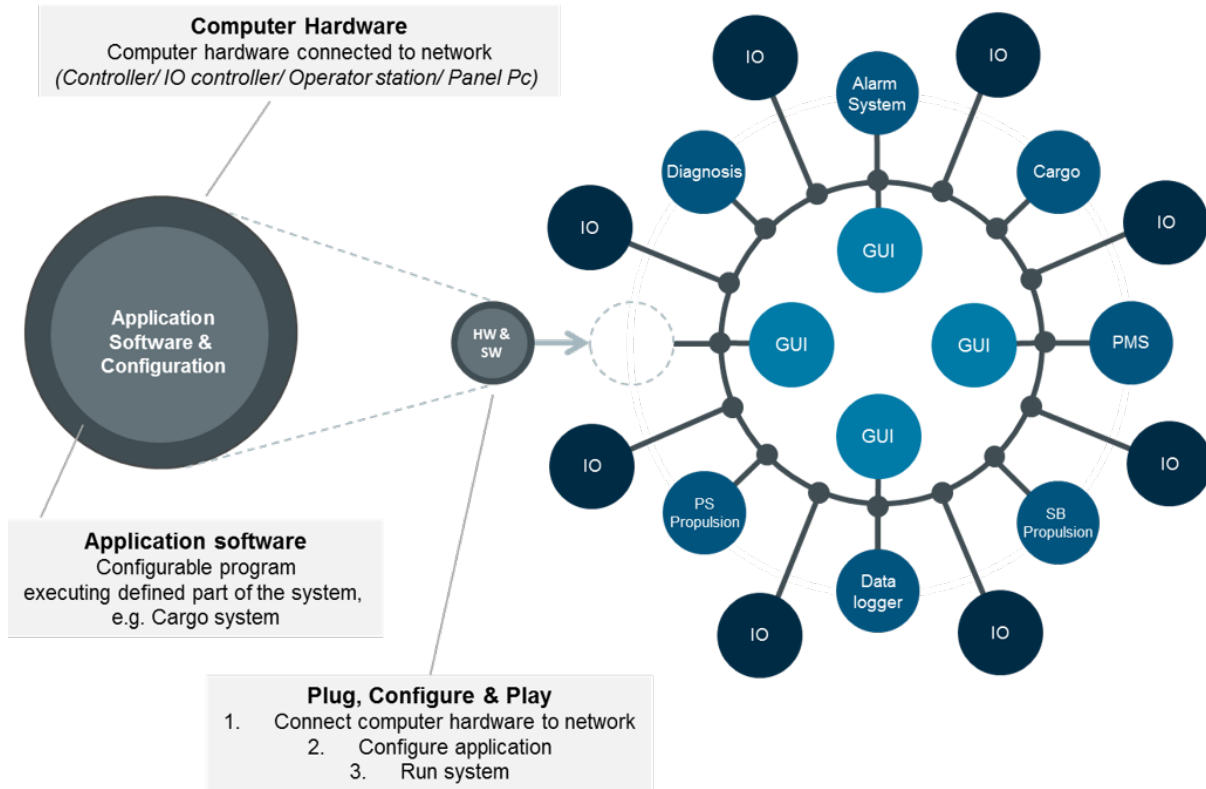 Computer Hardware
Computer hardware connected to network
(Controller/ IO controller/ Operator station/ Panel Pc)
Application
Software &
Configuration
HW &
SW
Application software
Configurable program
executing defined part of the system,
e.g. Cargo system
Plug, Configure & Play
1. Connect computer hardware to network
2. Configure application
3. Run system
IO
IO
Alarm
System
Diagnosis
Cargo
IO
IO
GUI
GUI
GUI
PMS
GUI
IO
IO
PS
Propulsion
SB
Propulsion
Data
logger
IO
IO